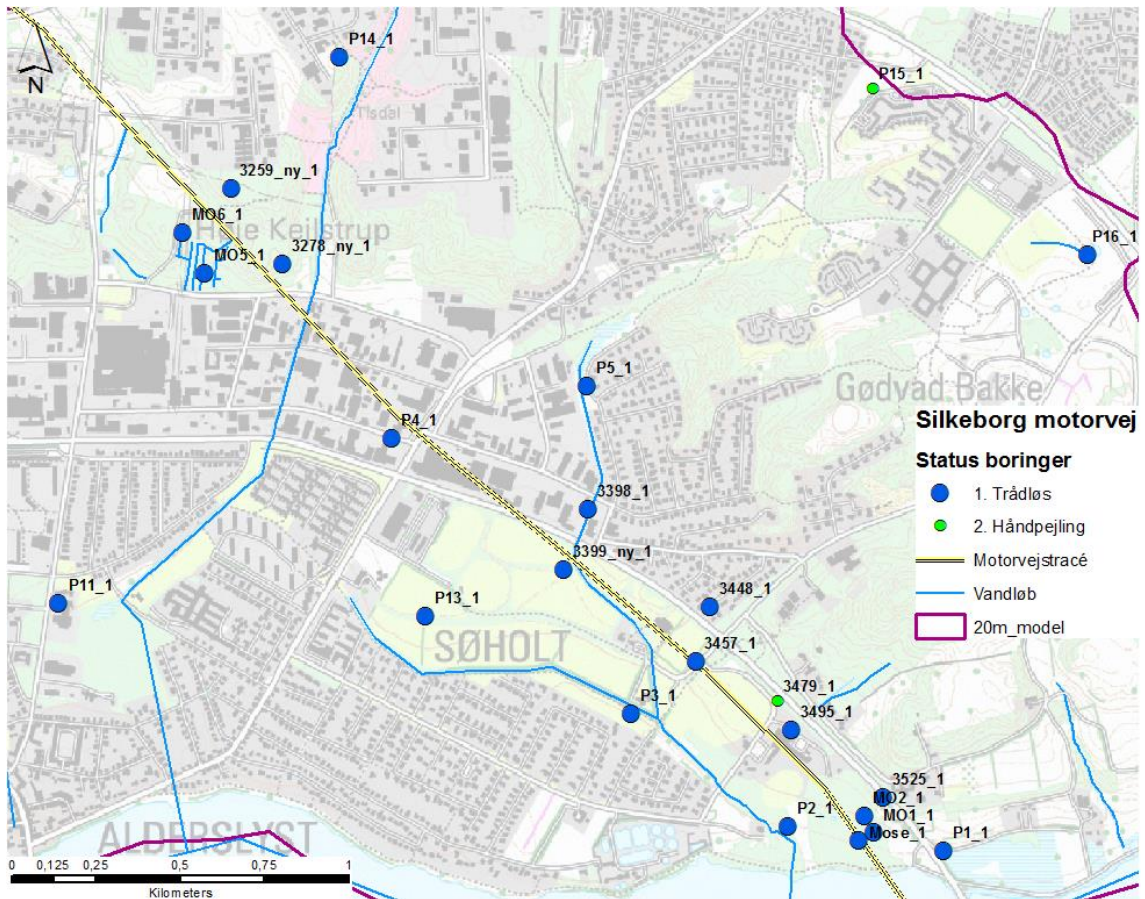 P14_1
P15_1
N
Tisdal
3259_ny_1
MO6_1
Høje Kejlstrup
3278_ny_1
MO5_1
P16_1
P5_1
Gødvad Bakke
P4_1
Silkeborg motorvej
Status boringer
1. Trådløs
2. Håndpejling
Motorvejstracé
Vandløb
20m_model
3398_1
3399_ny_1
P11_1
P13_1
3448_1
SØHOLT
3457_1
3479_1
P3_1
3495_1
3525_1
MO2_1
MO1_1
P2_1
Mose_1
P1_1
ALDERSLYST
0 0,125 0,25 0,5 0,75 1
Kilometers